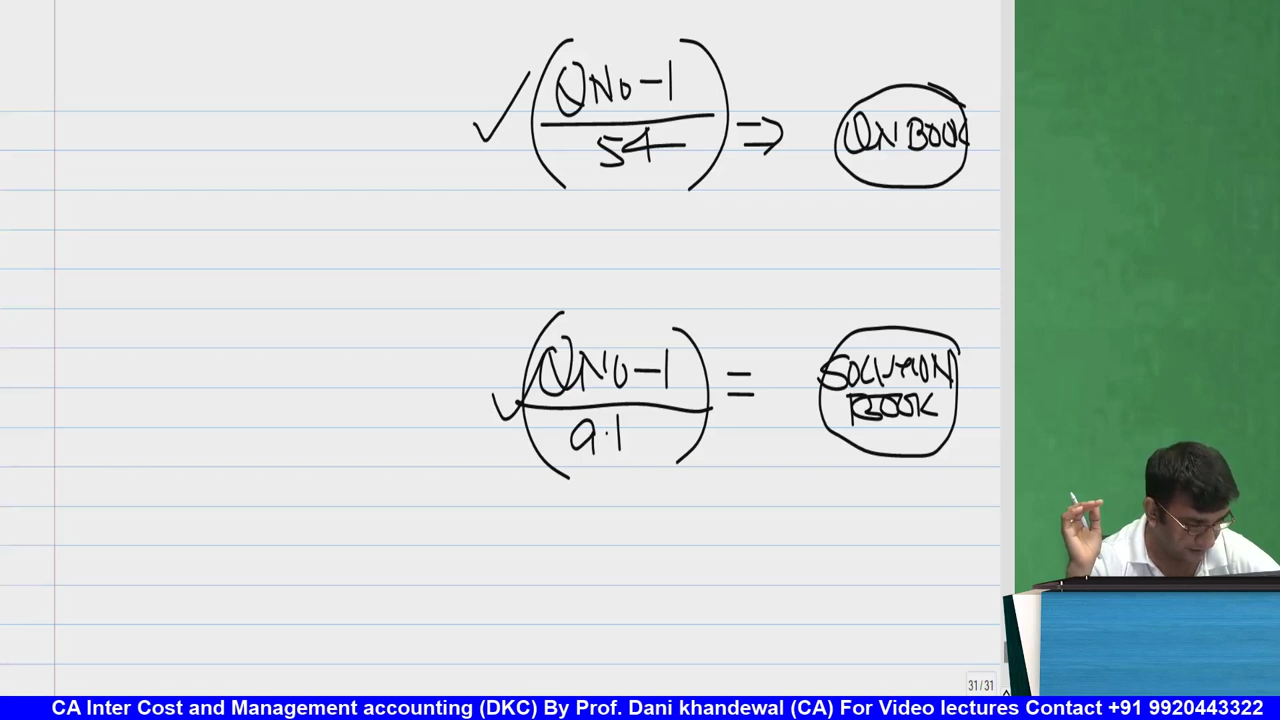 QNo-1
54
⇒ QN BOOK
QNo-1
9.1
= SOLUTION
BOOK
31/31
CA Inter Cost and Management accounting (DKC) By Prof. Dani khandewal (CA) For Video lectures Contact +91 9920443322